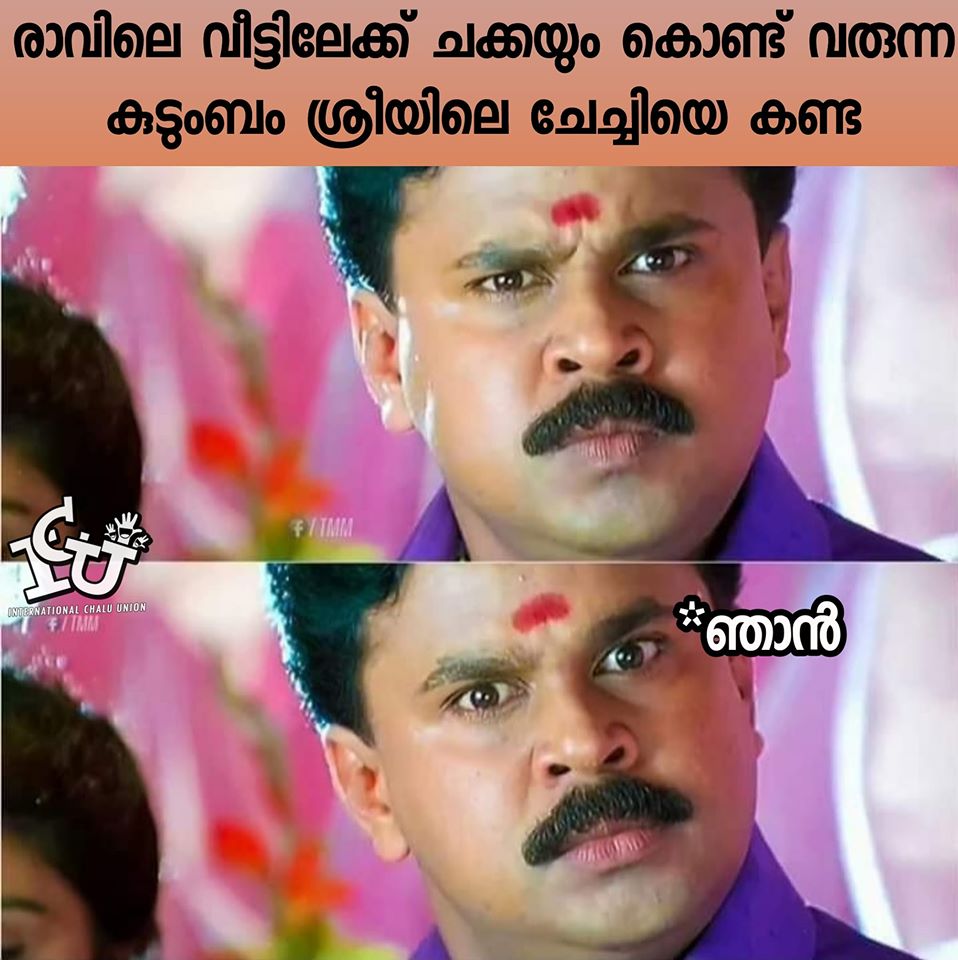 രാവിലെ വീട്ടിലേക്ക് ചക്കയും കൊണ്ട് വരുന്ന
കുടുംബം ശ്രീയിലെ ചേച്ചിയെ കണ്ട
f/TMM
ICU
INTERNATIONAL CHALU UNION
f/TMM
*ഞാൻ